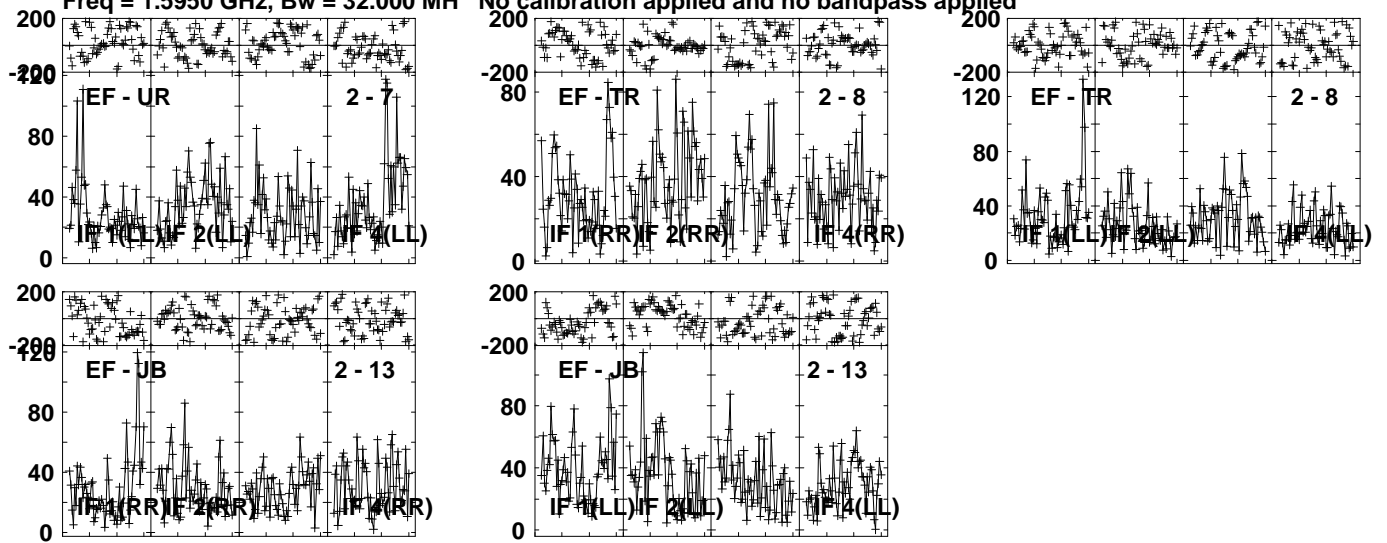 Freq = 1.5950 GHz, Bw = 32.000 MH No calibration applied and no bandpass applied
200 200 200
-200 -200 -200
120 80 120
EF - UR 2 - 7 EF - TR 2 - 8 EF - TR 2 - 8
80 40 80
40 40
IF 1(LL) IF 2(LL) IF 4(LL) IF 1(RR) IF 2(RR) IF 4(RR) IF 1(LL) IF 2(LL) IF 4(LL)
0 0 0
200 200
-200 -200
120
EF - JB 2 - 13 EF - JB 2 - 13
80 80
40 40
IF 1(RR) IF 2(RR) IF 4(RR) IF 1(LL) IF 2(LL) IF 4(LL)
0 0